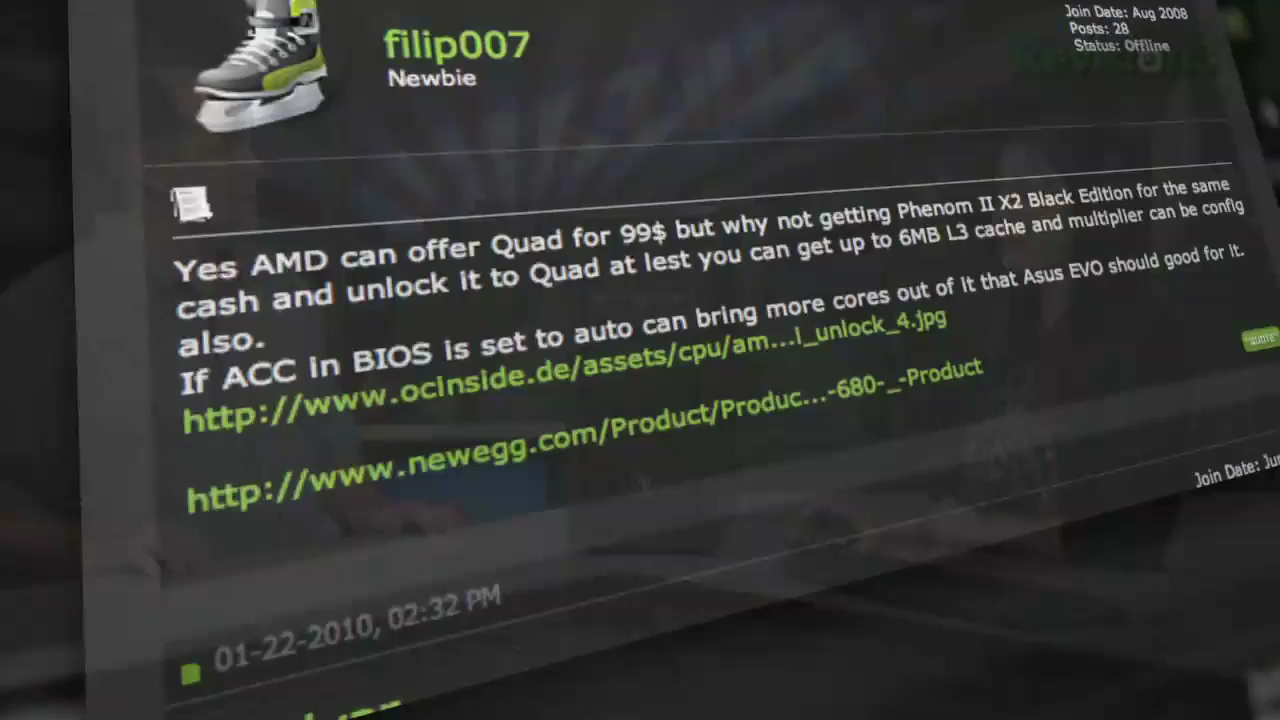 Join Date: Aug 2008
filip007
Posts: 28
Status: Offline
Newbie
Yes AMD can offer Quad for 99$ but why not getting Phenom II X2 Black Edition for the same
cash and unlock it to Quad at lest you can get up to 6MB L3 cache and multiplier can be config
also.
If ACC in BIOS is set to auto can bring more cores out of it that Asus EVO should good for it.
http://www.ocinside.de/assets/cpu/am...l_unlock_4.jpg
"QUOTE"
http://www.newegg.com/Product/Produc...-680-_-Product
Join Date: Ju
01-22-2010, 02:32 PM